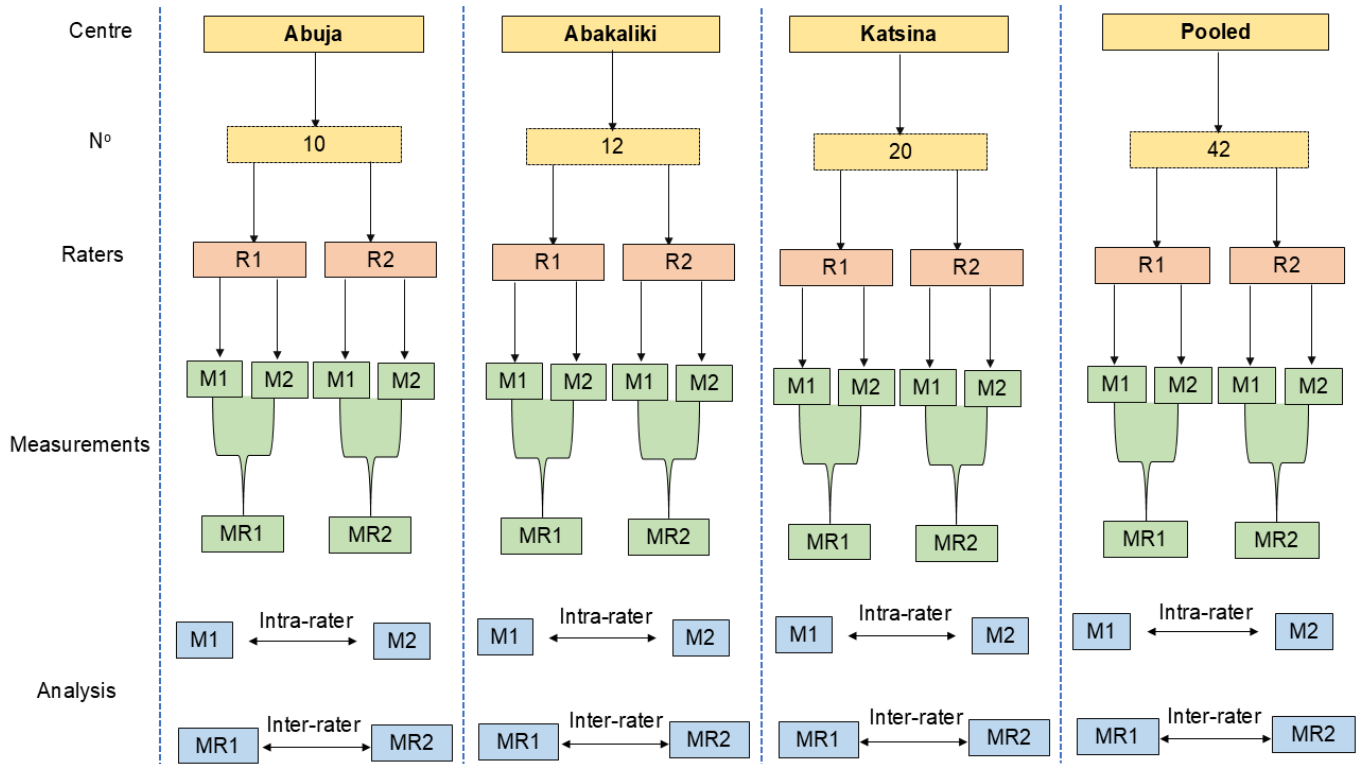 Centre Abuja Abakaliki Katsina Pooled
Nº 10 12 20 42
Raters R1 R2 R1 R2 R1 R2 R1 R2
M1 M2 M1 M2 M1 M2 M1 M2 M1 M2 M1 M2 M1 M2 M1 M2
Measurements
MR1 MR2 MR1 MR2 MR1 MR2 MR1 MR2
M1 Intra-rater M2 M1 Intra-rater M2 M1 Intra-rater M2 M1 Intra-rater M2
Analysis
MR1 Inter-rater MR2 MR1 Inter-rater MR2 MR1 Inter-rater MR2 MR1 Inter-rater MR2